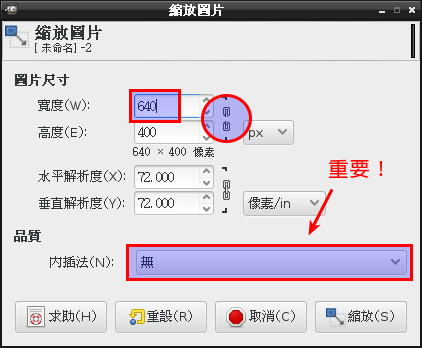 縮放圖片
縮放圖片
[未命名]-2
圖片尺寸
寬度(W):
640
高度(E):
400
px
640 × 400 像素
重要！
水平解析度(X):
72.000
垂直解析度(Y):
72.000
像素/in
品質
內插法(N):
無
求助(H)
重設(R)
取消(C)
縮放(S)